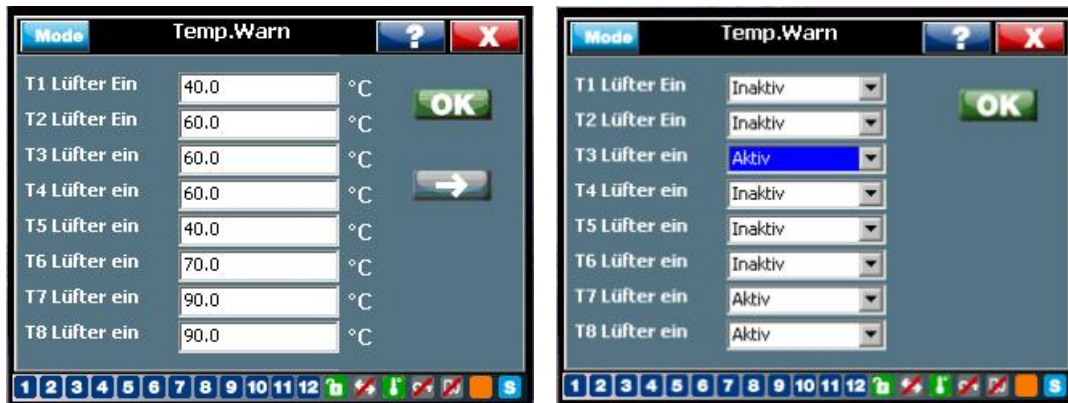 Mode Temp.Warn ? X
T1 Lüfter Ein 40.0 °C OK
T2 Lüfter Ein 60.0 °C
T3 Lüfter ein 60.0 °C
T4 Lüfter ein 60.0 °C
T5 Lüfter ein 40.0 °C
T6 Lüfter ein 70.0 °C
T7 Lüfter ein 90.0 °C
T8 Lüfter ein 90.0 °C
1 2 3 4 5 6 7 8 9 10 11 12 S
Mode Temp.Warn ? X
T1 Lüfter Ein Inaktiv OK
T2 Lüfter Ein Inaktiv
T3 Lüfter ein Aktiv
T4 Lüfter ein Inaktiv
T5 Lüfter ein Inaktiv
T6 Lüfter ein Inaktiv
T7 Lüfter ein Aktiv
T8 Lüfter ein Aktiv
1 2 3 4 5 6 7 8 9 10 11 12 S